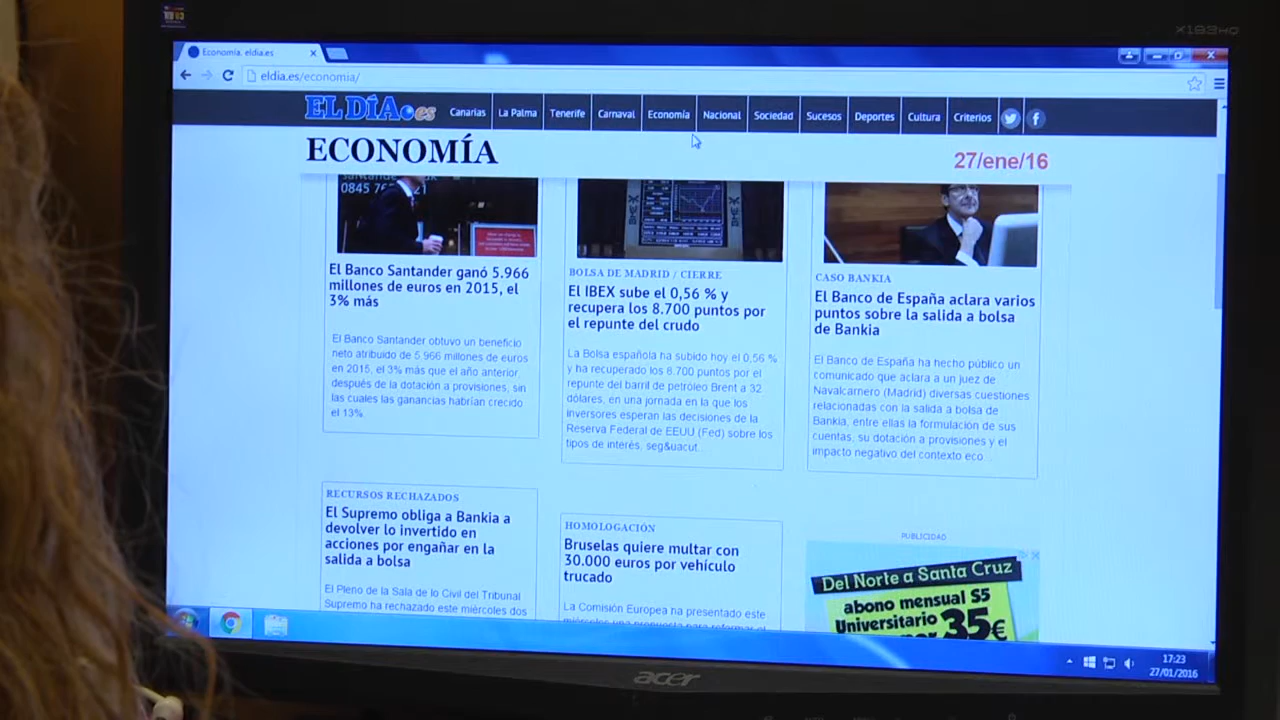 X193HQ
Economía. eldia.es
eldia.es/economia/
EL DÍA.es
Canarias
La Palma
Tenerife
Carnaval
Economía
Nacional
Sociedad
Sucesos
Deportes
Cultura
Criterios
ECONOMÍA
27/ene/16
El Banco Santander ganó 5.966
millones de euros en 2015, el
3% más
El Banco Santander obtuvo un beneficio
neto atribuido de 5.966 millones de euros
en 2015, el 3% más que el año anterior,
después de la dotación a provisiones, sin
las cuales las ganancias habrían crecido
el 13%.
BOLSA DE MADRID / CIERRE
El IBEX sube el 0,56 % y
recupera los 8.700 puntos por
el repunte del crudo
La Bolsa española ha subido hoy el 0,56 %
y ha recuperado los 8.700 puntos por el
repunte del barril de petróleo Brent a 32
dólares, en una jornada en la que los
inversores esperan las decisiones de la
Reserva Federal de EEUU (Fed) sobre los
tipos de interés, seg&uacut...
CASO BANKIA
El Banco de España aclara varios
puntos sobre la salida a bolsa
de Bankia
El Banco de España ha hecho público un
comunicado que aclara a un juez de
Navalcarnero (Madrid) diversas cuestiones
relacionadas con la salida a bolsa de
Bankia, entre ellas la formulación de sus
cuentas, su dotación a provisiones y el
impacto negativo del contexto eco...
RECURSOS RECHAZADOS
El Supremo obliga a Bankia a
devolver lo invertido en
acciones por engañar en la
salida a bolsa
El Pleno de la Sala de lo Civil del Tribunal
Supremo ha rechazado este miércoles dos
HOMOLOGACIÓN
Bruselas quiere multar con
30.000 euros por vehículo
trucado
La Comisión Europea ha presentado este
miércoles una propuesta para reformar el
PUBLICIDAD
Del Norte a Santa Cruz
abono mensual S5
Universitario
por 35€
17:23
27/01/2016
acer